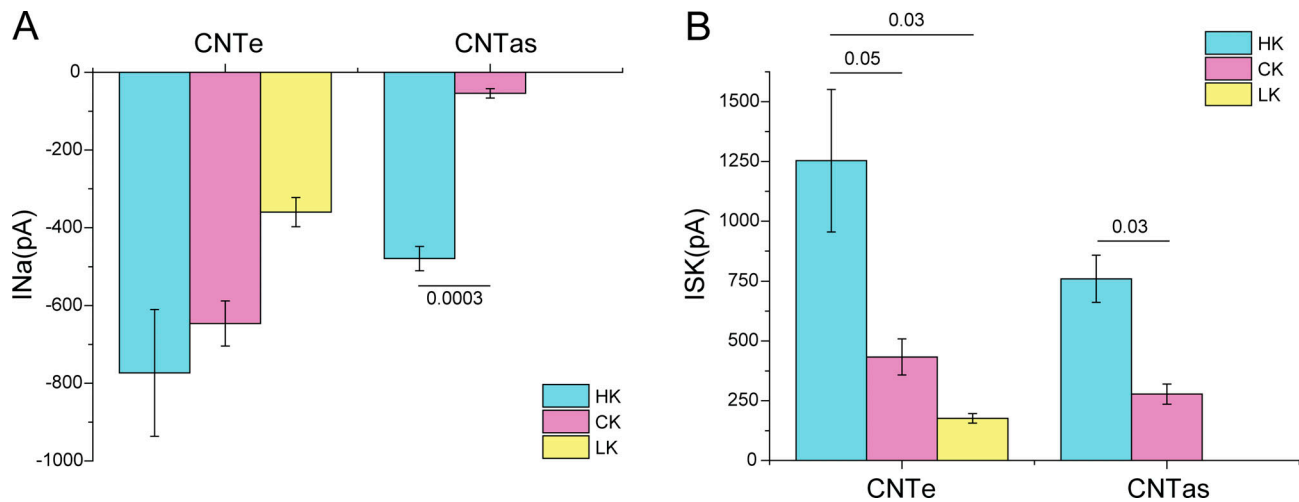 A
CNTe
CNTas
0
-200
-400
-600
-800
-1000
INa(pA)
0.0003
HK
CK
LK
B
0.03
0.05
HK
CK
LK
1500
1250
1000
750
500
250
0
ISK(pA)
0.03
CNTe
CNTas